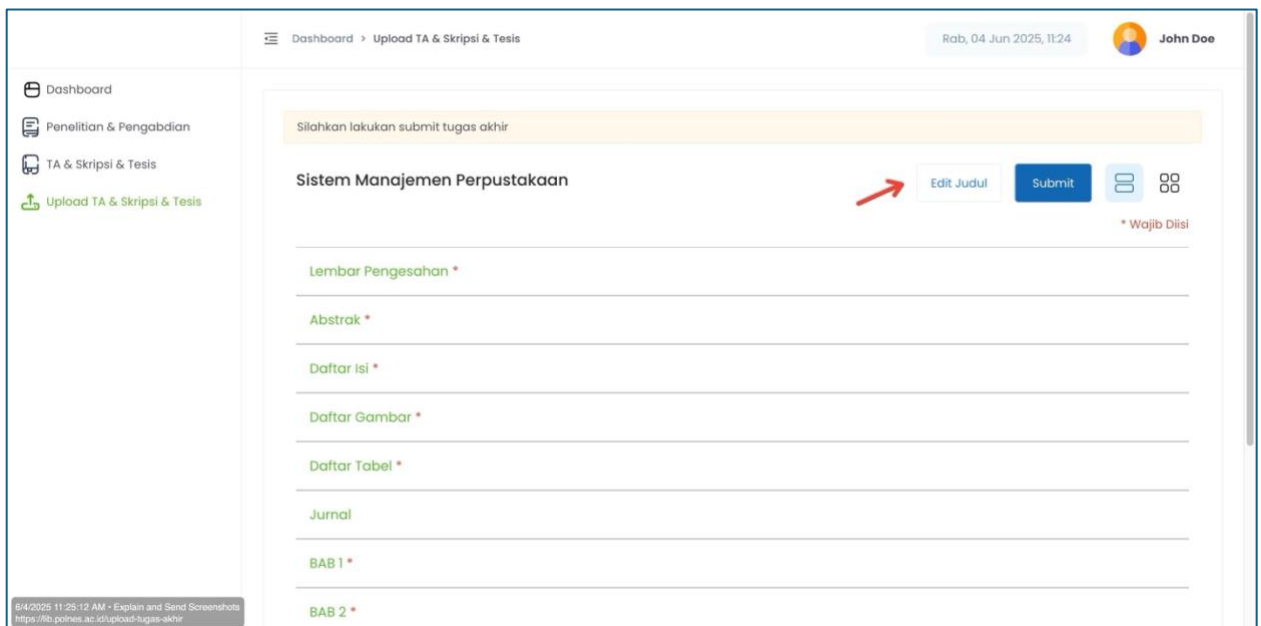 Dashboard > Upload TA & Skripsi & Tesis
Rab, 04 Jun 2025, 11:24
John Doe
Dashboard
Penelitian & Pengabdian
TA & Skripsi & Tesis
Upload TA & Skripsi & Tesis
Silahkan lakukan submit tugas akhir
Sistem Manajemen Perpustakaan
Edit Judul
Submit
* Wajib Diisi
Lembar Pengesahan *
Abstrak *
Daftar Isi *
Daftar Gambar *
Daftar Tabel *
Jurnal
BAB 1 *
BAB 2 *
6/4/2025 11:25:12 AM • Explain and Send Screenshots
https://lib.polnes.ac.id/upload-tugas-akhir